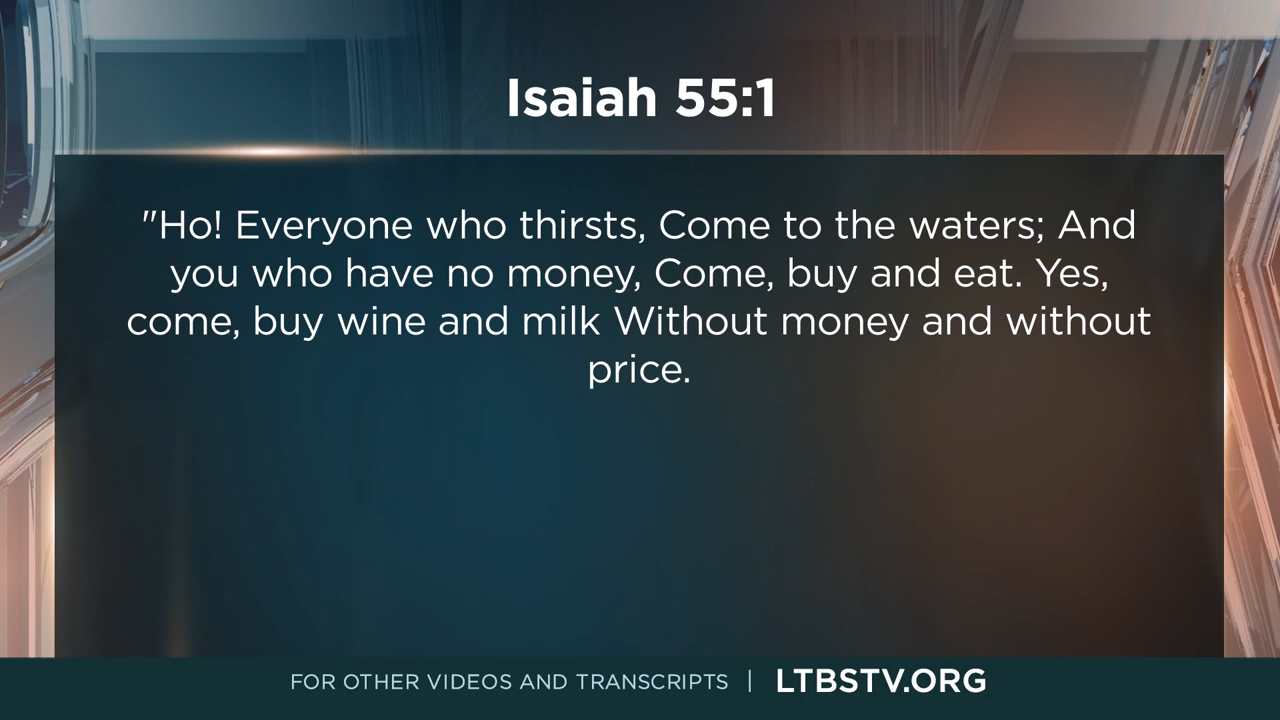 Isaiah 55:1
"Ho! Everyone who thirsts, Come to the waters; And
you who have no money, Come, buy and eat. Yes,
come, buy wine and milk Without money and without
price.
FOR OTHER VIDEOS AND TRANSCRIPTS | LTBSTV.ORG